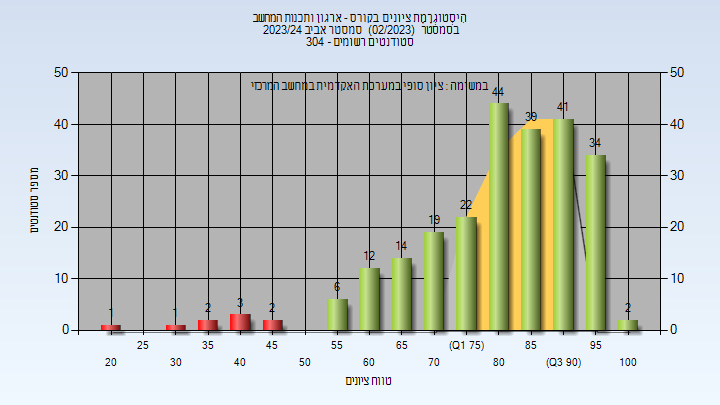 היסטוגרמת ציונים בקורס - ארגון ותכנות המחשב
בסמסטר (02/2023) סמסטר אביב 2023/24
סטודנטים רשומים - 304
במשימה : ציון סופי במערכת האקדמית במחשב המרכזי
מספר סטודנטים
50 50
40 40
30 30
20 20
10 10
0 0
1 1 2 3 2 6 12 14 19 22 44 39 41 34 2
25 35 45 55 65 (Q1 75) 85 95
20 30 40 50 60 70 80 (Q3 90) 100
טווח ציונים